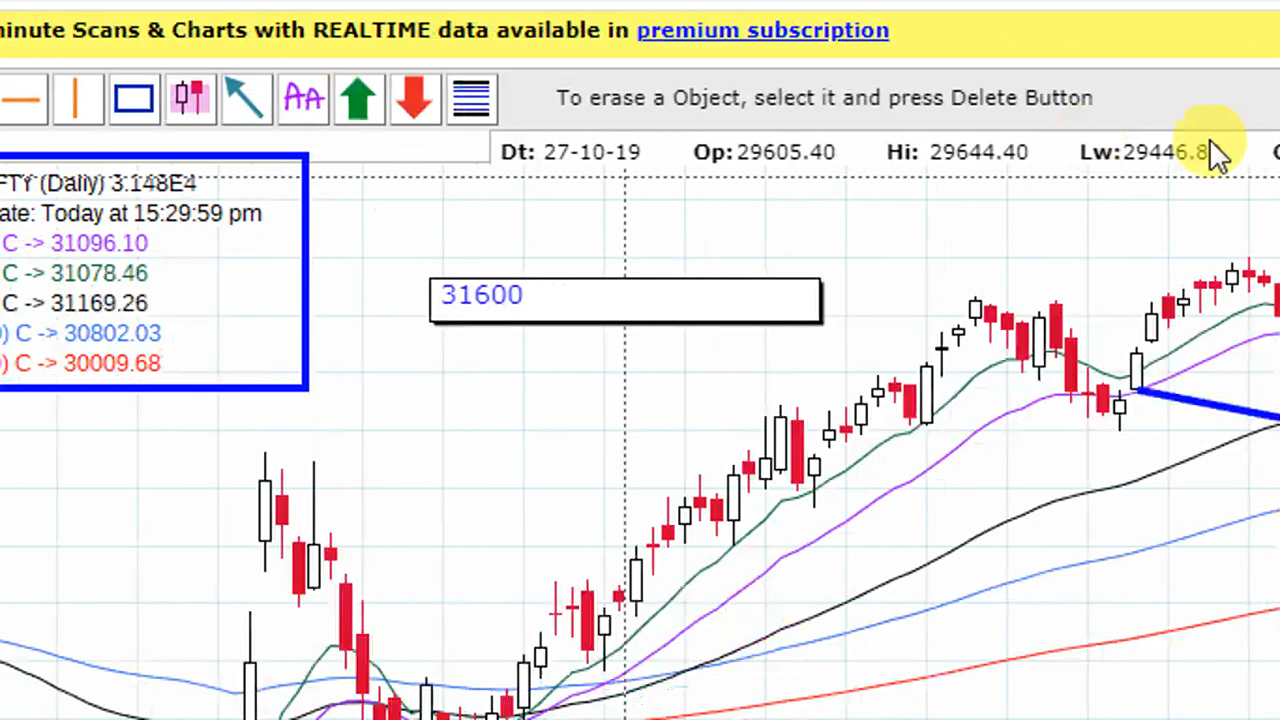 minute Scans & Charts with REALTIME data available in premium subscription
AA
To erase a Object, select it and press Delete Button
Dt: 27-10-19 Op:29605.40 Hi: 29644.40 Lw:29446.8
FTY (Daily) 3.148E4
ate: Today at 15:29:59 pm
C -> 31096.10
C -> 31078.46
C -> 31169.26
) C -> 30802.03
) C -> 30009.68
31600